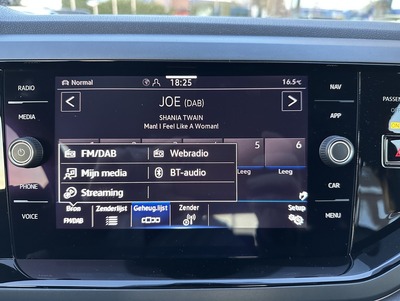 Normal 18:25 16.5°C
RADIO
NAV
JOE (DAB)
SHANIA TWAIN
Man! I Feel Like A Woman!
MEDIA
APP
PASSEN
FM/DAB Webradio
5 6
Mijn media BT-audio
Leeg Leeg
PHONE
CAR
Streaming
VOICE
MENU
Bron Zenderlijst Geheug.lijst Zender Setup
FM/DAB